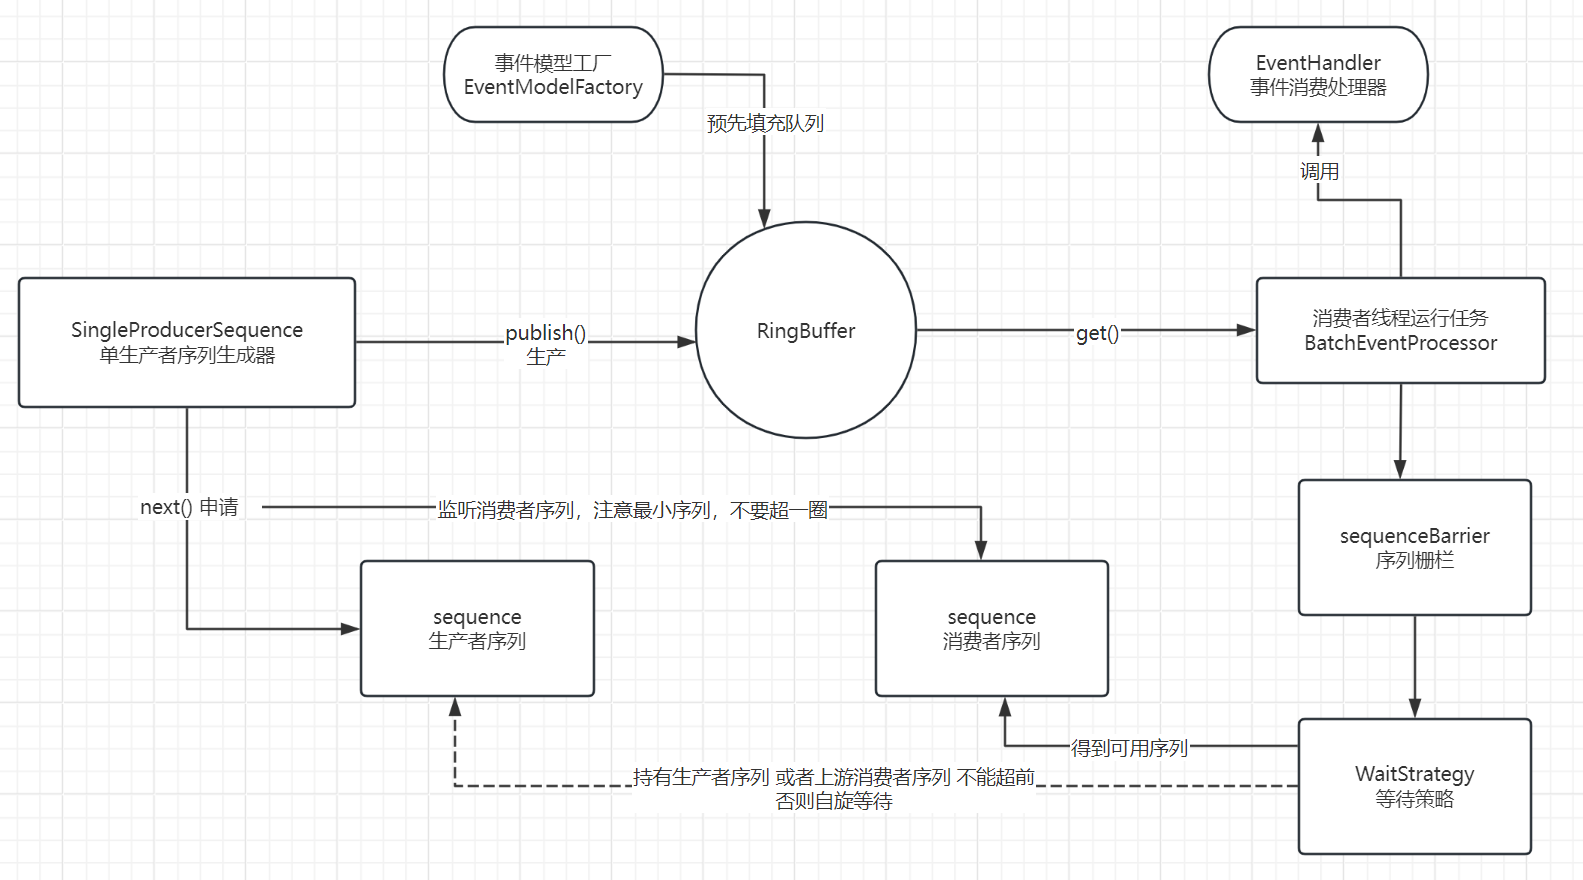 事件模型工厂
EventModelFactory
EventHandler
事件消费处理器
预先填充队列
调用
SingleProducerSequence
单生产者序列生成器
publish()
生产
RingBuffer
get()
消费者线程运行任务
BatchEventProcessor
next() 申请
监听消费者序列，注意最小序列，不要超一圈
sequenceBarrier
序列栅栏
sequence
生产者序列
sequence
消费者序列
得到可用序列
持有生产者序列 或者上游消费者序列 不能超前
否则自旋等待
WaitStrategy
等待策略